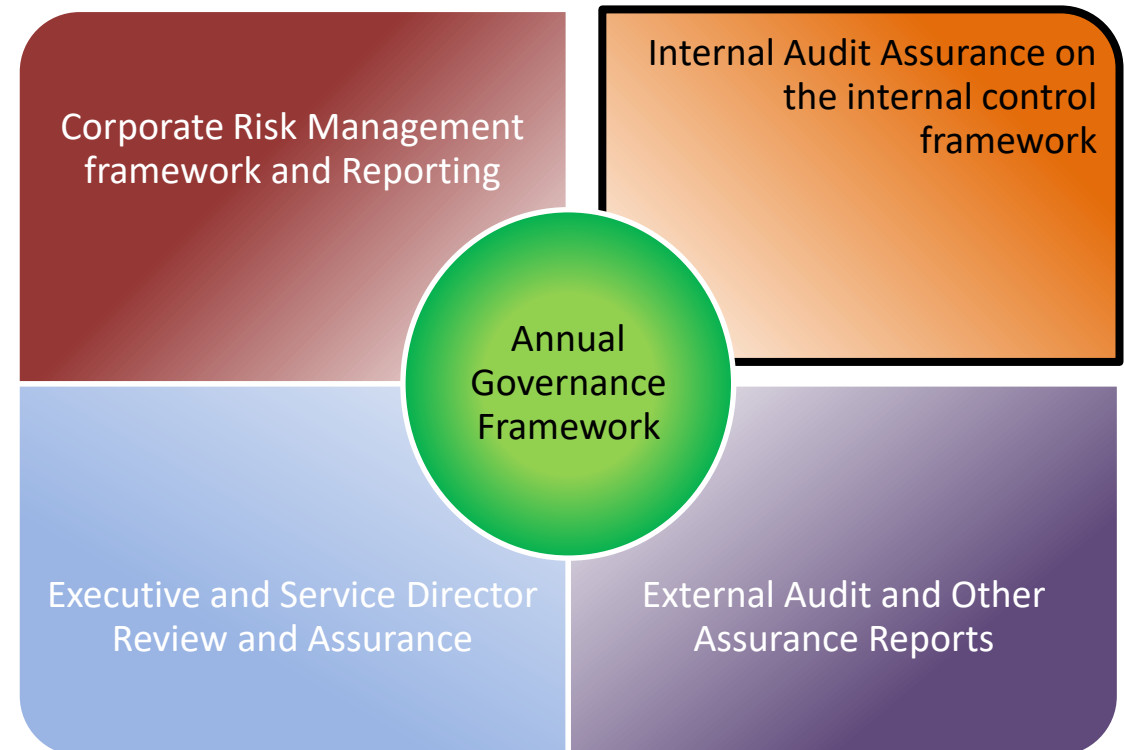 Corporate Risk Management
framework and Reporting
Internal Audit Assurance on
the internal control
framework
Annual
Governance
Framework
Executive and Service Director
Review and Assurance
External Audit and Other
Assurance Reports